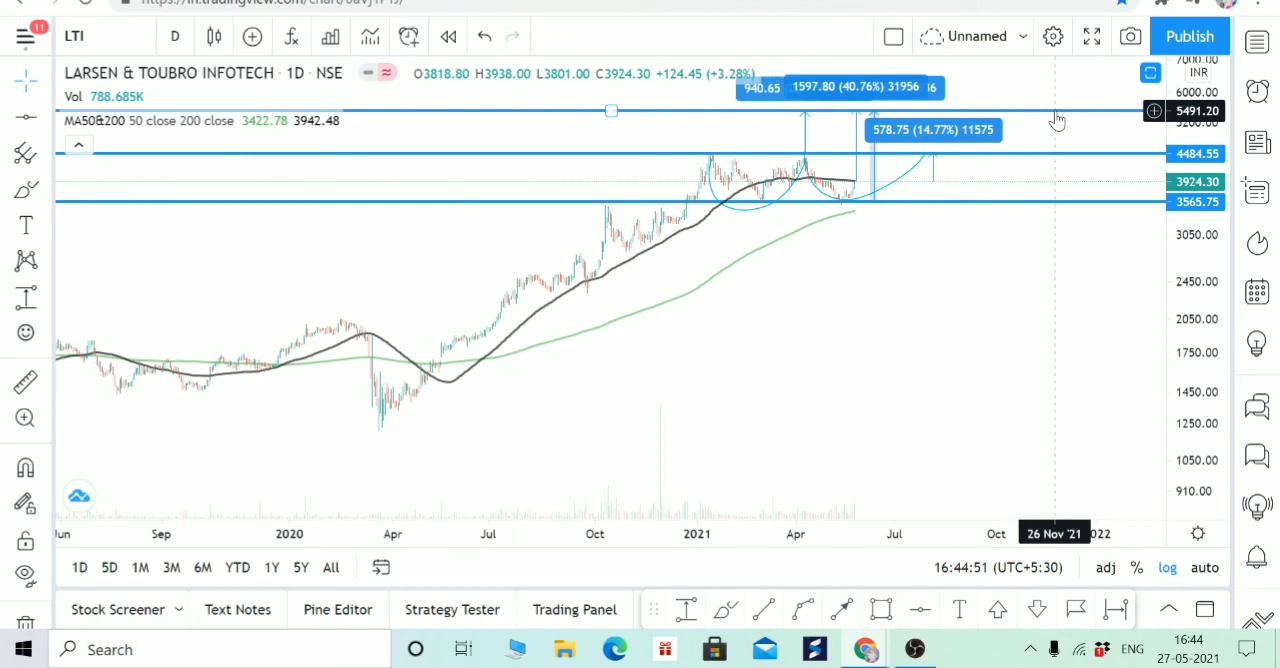 11
LTI
D
Unnamed
Publish
LARSEN & TOUBRO INFOTECH · 1D · NSE
O3818.80 H3938.00 L3801.00 C3924.30 +124.45 (+3.28%)
INR
Vol 788.685K
940.65
1597.80 (40.76%) 31956
MA50&200 50 close 200 close 3422.78 3942.48
578.75 (14.77%) 11575
7000.00
6000.00
5491.20
5200.00
4484.55
3924.30
3565.75
3050.00
2450.00
2050.00
1750.00
1450.00
1250.00
1050.00
910.00
Sep
2020
Apr
Jul
Oct
2021
Apr
Jul
Oct
26 Nov '21
1D 5D 1M 3M 6M YTD 1Y 5Y All
16:44:51 (UTC+5:30)
adj % log auto
Stock Screener
Text Notes
Pine Editor
Strategy Tester
Trading Panel
Search
ENG
16:44
27-05-2021